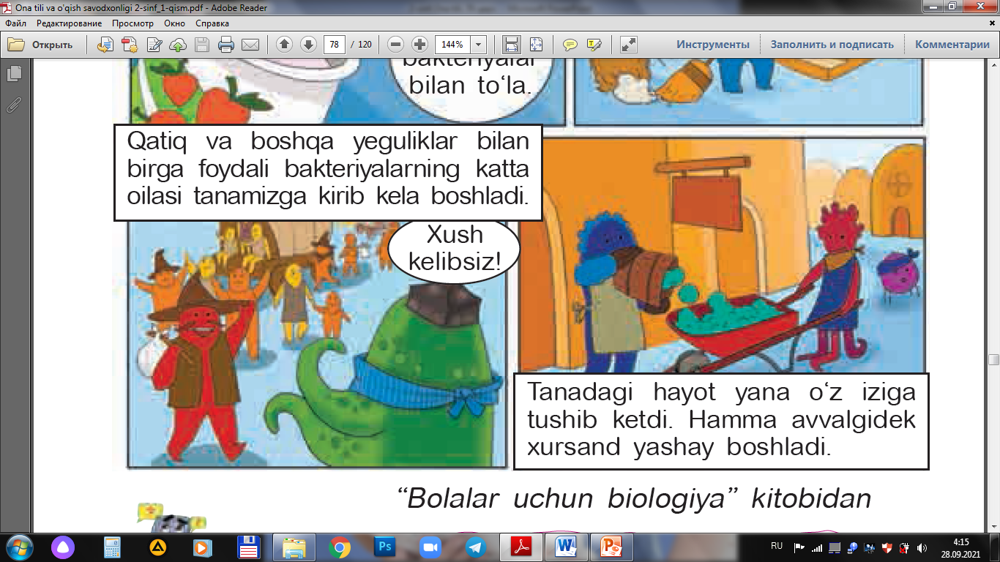 Ona tili va o'qish savodxonligi 2-sinf_1-qism.pdf - Adobe Reader
Файл Редактирование Просмотр Окно Справка
Открыть 78 / 120 144% Инструменты Заполнить и подписать Комментарии
bakteriyalar
bilan to‘la.
Qatiq va boshqa yeguliklar bilan
birga foydali bakteriyalarning katta
oilasi tanamizga kirib kela boshladi.
Xush
kelibsiz!
Tanadagi hayot yana o‘z iziga
tushib ketdi. Hamma avvalgidek
xursand yashay boshladi.
“Bolalar uchun biologiya” kitobidan
Ps
W
P
RU
4:15
28.09.2021